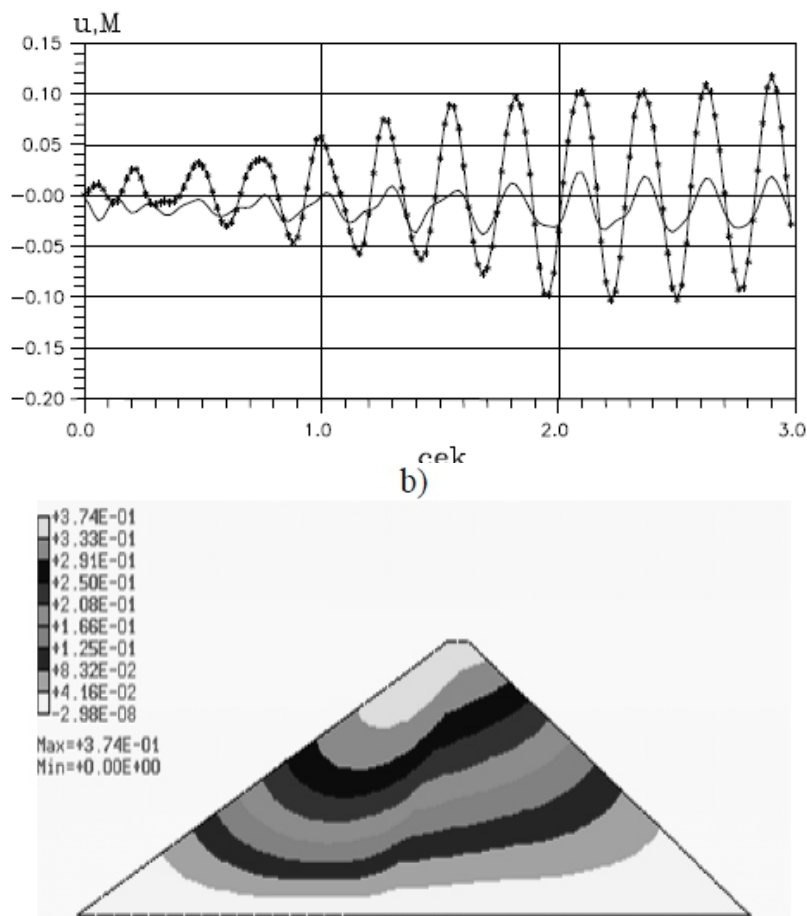 u,M
0.15
0.10
0.05
-0.00
-0.05
-0.10
-0.15
-0.20
0.0 1.0 2.0 3.0
сек
b)
+3.74E-01
+3.33E-01
+2.91E-01
+2.50E-01
+2.08E-01
+1.66E-01
+1.25E-01
+8.32E-02
+4.16E-02
-2.98E-08
Max=+3.74E-01
Min=+0.00E+00